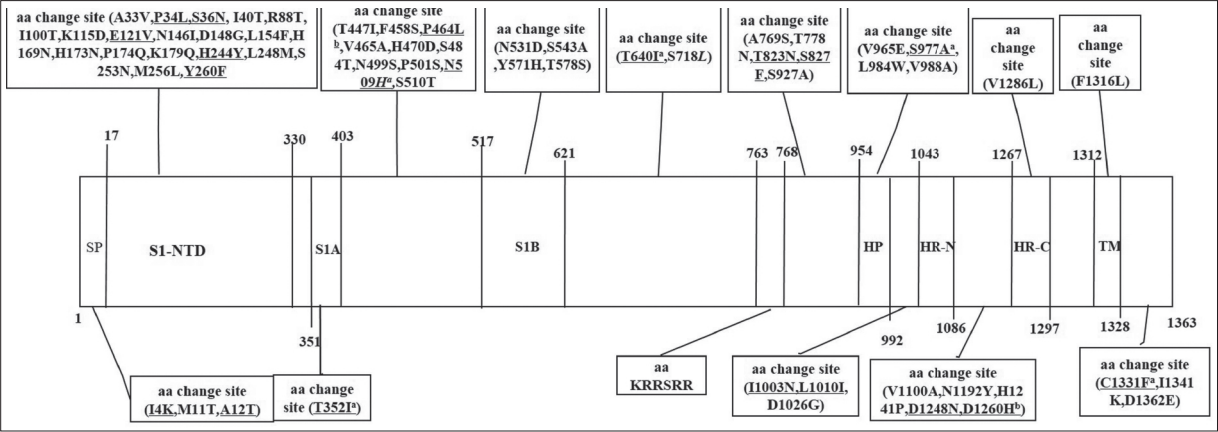 aa change site (A33V,P34L,S36N, I40T,R88T,
I100T,K115D,E121V,N146I,D148G,L154F,H
169N,H173N,P174Q,K179Q,H244Y,L248M,S
253N,M256L,Y260F
aa change site
(T447I,F458S,P464L
b,V465A,H470D,S48
4T,N499S,P501S,N5
09Ha,S510T
aa change site
(N531D,S543A
,Y571H,T578S)
aa change site
(T640Ia,S718L)
aa change site
(A769S,T778
N,T823N,S827
F,S927A)
aa change site
(V965E,S977Aa,
L984W,V988A)
aa
change
site
(V1286L)
aa
change
site
(F1316L)
17
330
403
517
621
763
768
954
1043
1267
1312
SP
S1-NTD
S1A
S1B
HP
HR-N
HR-C
TM
1
351
992
1086
1297
1328
1363
aa change site
(I4K,M11T,A12T)
aa change
site (T352Ia)
aa
KRRSRR
aa change site
(I1003N,L1010I,
D1026G)
aa change site
(V1100A,N1192Y,H12
41P,D1248N,D1260Hb)
aa change site
(C1331Fa,I1341
K,D1362E)